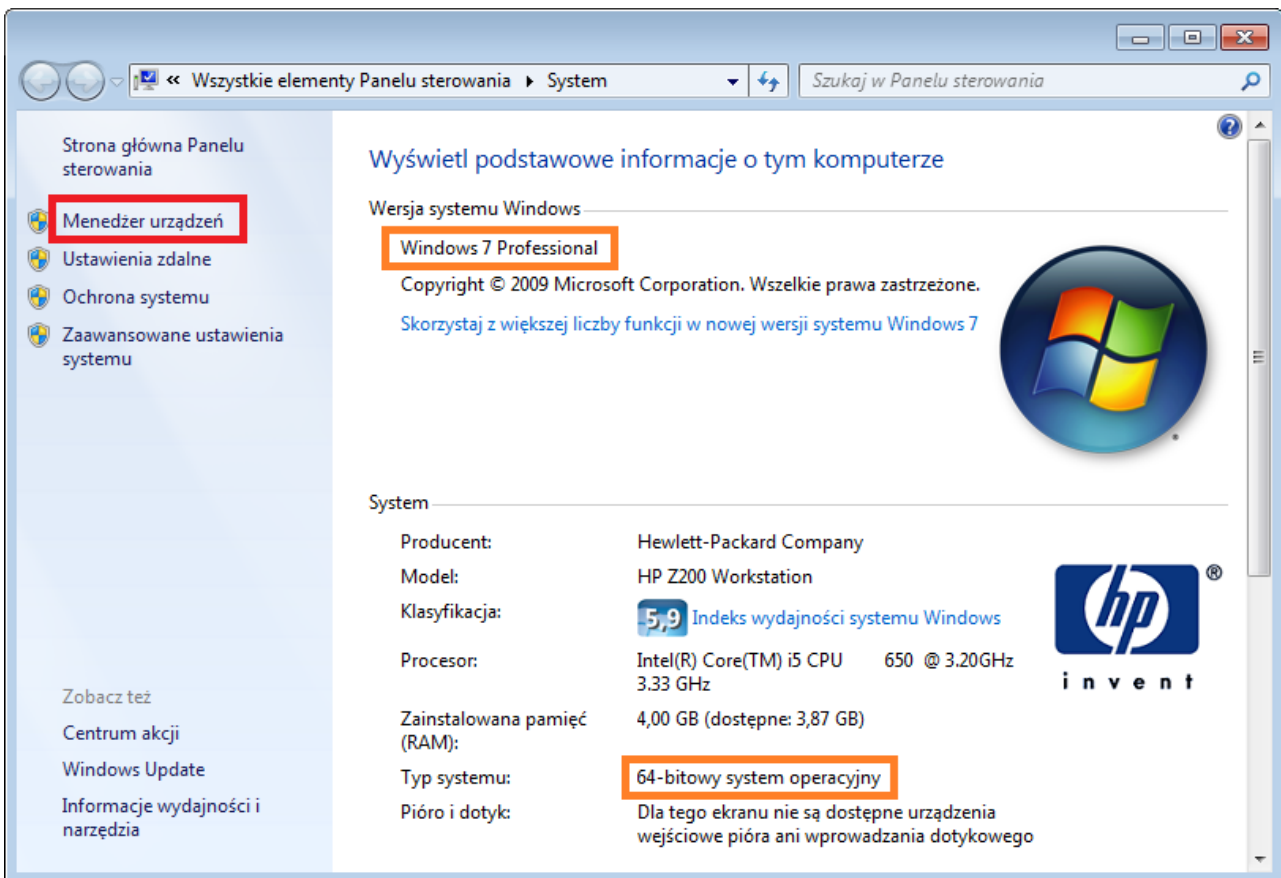 « Wszystkie elementy Panelu sterowania ▸ System
Szukaj w Panelu sterowania
Strona główna Panelu
sterowania
Menedżer urządzeń
Ustawienia zdalne
Ochrona systemu
Zaawansowane ustawienia
systemu
Zobacz też
Centrum akcji
Windows Update
Informacje wydajności i
narzędzia
Wyświetl podstawowe informacje o tym komputerze
Wersja systemu Windows
Windows 7 Professional
Copyright © 2009 Microsoft Corporation. Wszelkie prawa zastrzeżone.
Skorzystaj z większej liczby funkcji w nowej wersji systemu Windows 7
System
Producent: Hewlett-Packard Company
Model: HP Z200 Workstation
Klasyfikacja: 5,9 Indeks wydajności systemu Windows
Procesor: Intel(R) Core(TM) i5 CPU 650 @ 3.20GHz
3.33 GHz
Zainstalowana pamięć 4,00 GB (dostępne: 3,87 GB)
(RAM):
Typ systemu: 64-bitowy system operacyjny
Pióro i dotyk: Dla tego ekranu nie są dostępne urządzenia
wejściowe pióra ani wprowadzania dotykowego
hp ®
invent